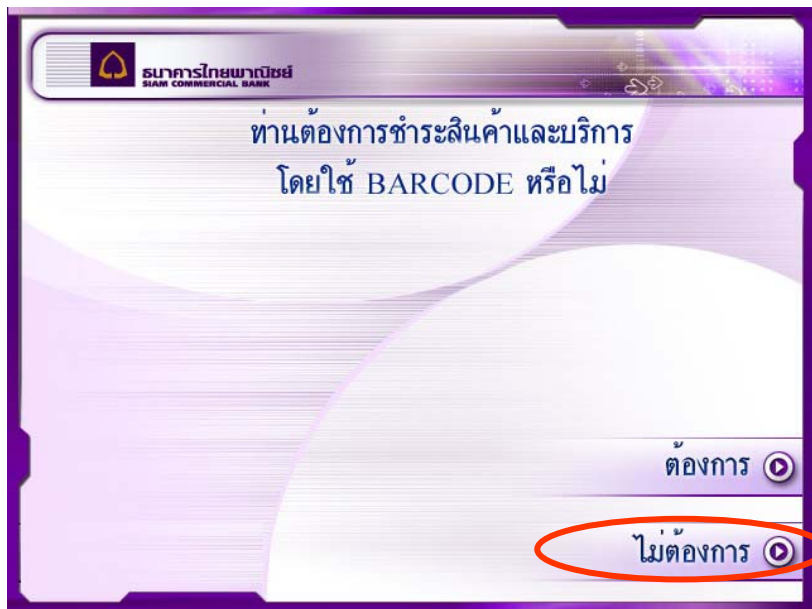 ธนาคารไทยพาณิชย์
SIAM COMMERCIAL BANK
ท่านต้องการชำระสินค้าและบริการ
โดยใช้ BARCODE หรือไม่
ต้องการ
ไม่ต้องการ